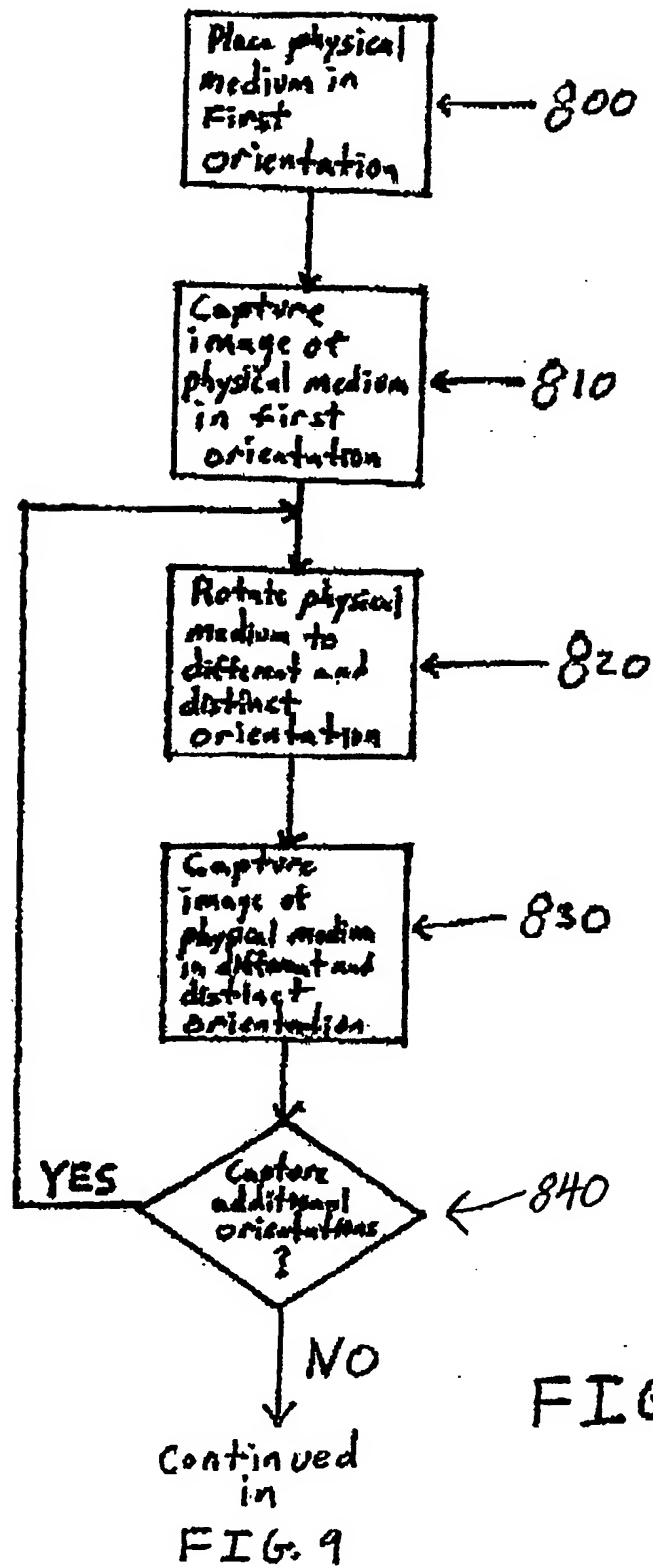 Place physical
medium in
First
orientation
800
Capture
image of
physical medium
in first
orientation
810
Rotate physical
medium to
different and
distinct
orientation
820
Capture
image of
physical medium
in different and
distinct
orientation
830
Capture
additional
orientations
?
840
YES
NO
Continued
in
FIG. 9